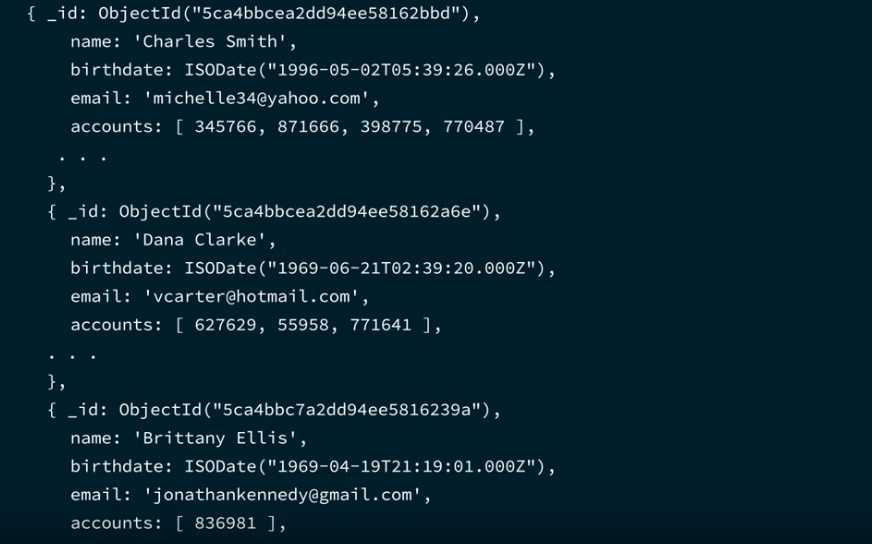 { _id: ObjectId("5ca4bbcea2dd94ee58162bbd"),
name: 'Charles Smith',
birthdate: ISODate("1996-05-02T05:39:26.000Z"),
email: 'michelle34@yahoo.com',
accounts: [ 345766, 871666, 398775, 770487 ],
. . .
},
{ _id: ObjectId("5ca4bbcea2dd94ee58162a6e"),
name: 'Dana Clarke',
birthdate: ISODate("1969-06-21T02:39:20.000Z"),
email: 'vcarter@hotmail.com',
accounts: [ 627629, 55958, 771641 ],
. . .
},
{ _id: ObjectId("5ca4bbc7a2dd94ee5816239a"),
name: 'Brittany Ellis',
birthdate: ISODate("1969-04-19T21:19:01.000Z"),
email: 'jonathankennedy@gmail.com',
accounts: [ 836981 ],